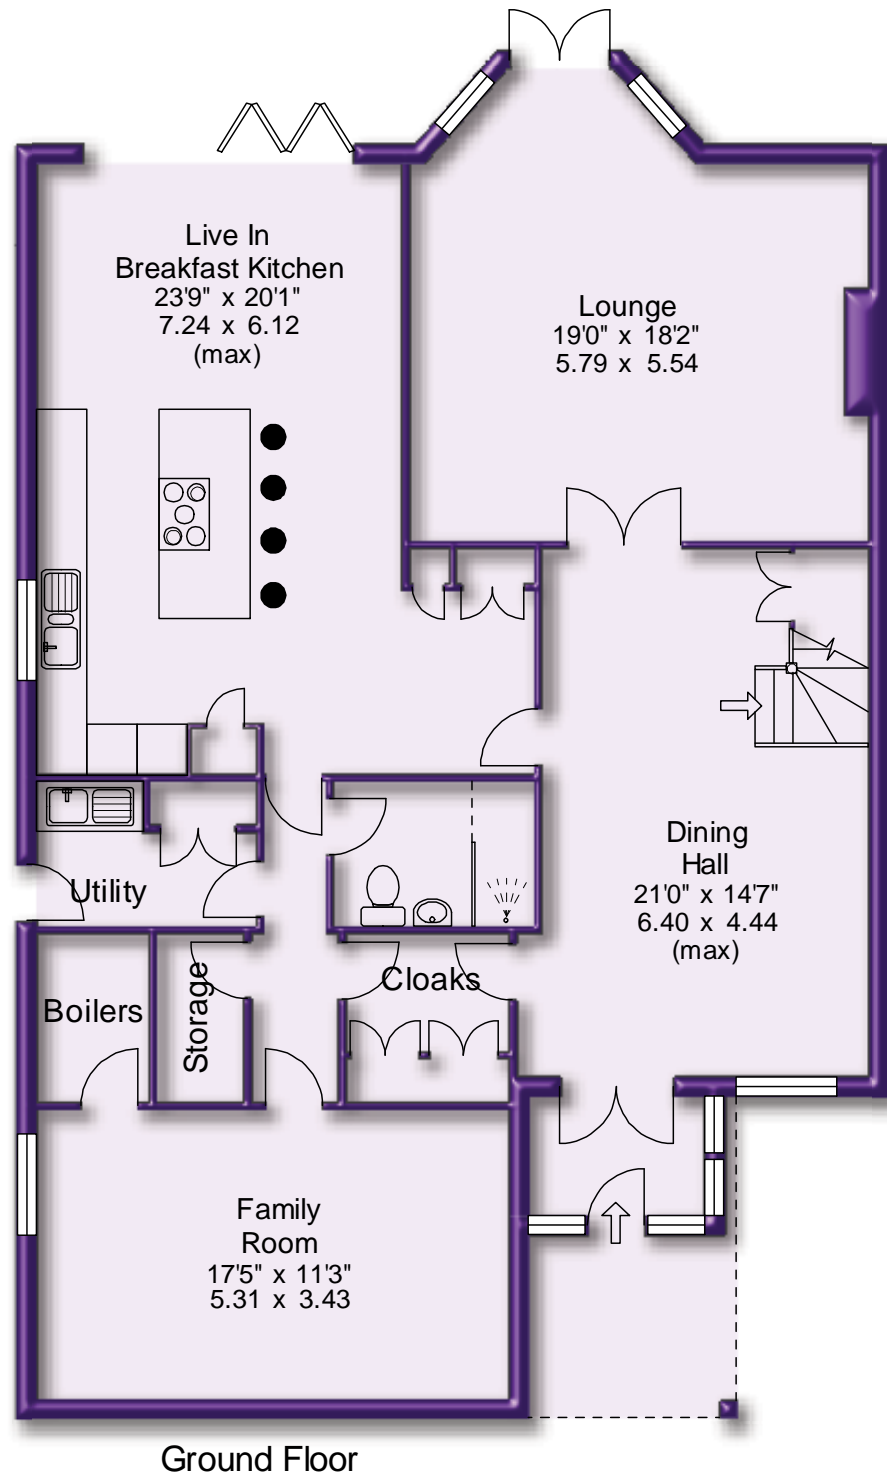 Live In
Breakfast Kitchen
23'9" x 20'1"
7.24 x 6.12
(max)
Lounge
19'0" x 18'2"
5.79 x 5.54
Dining
Hall
21'0" x 14'7"
6.40 x 4.44
(max)
Utility
Cloaks
Boilers
Storage
Family
Room
17'5" x 11'3"
5.31 x 3.43
Ground Floor